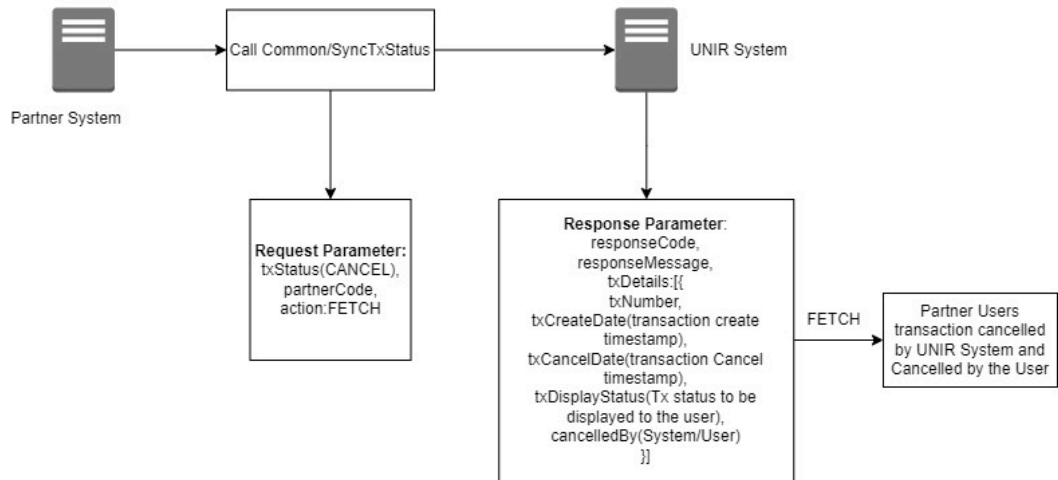 Call Common/SyncTxStatus
UNIR System
Partner System
Request Parameter:
txStatus(CANCEL),
partnerCode,
action:FETCH
Response Parameter:
responseCode,
responseMessage,
txDetails:[{
txNumber,
txCreateDate(transaction create
timestamp),
txCancelDate(transaction Cancel
timestamp),
txDisplayStatus(Tx status to be
displayed to the user),
cancelledBy(System/User)
}]
FETCH
Partner Users
transaction cancelled
by UNIR System and
Cancelled by the User